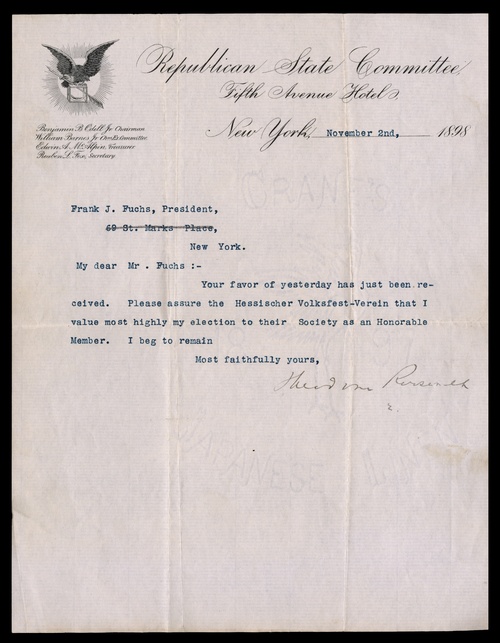 Republican State Committee,
Fifth Avenue Hotel,
Benjamin B. Odell Jr. Chairman
William Barnes Jr. Chm. Ex. Committee
Edwin A. McAlpin, Treasurer
Reuben L. Fox, Secretary
New York, November 2nd, 1898
Frank J. Fuchs, President,
69 St. Marks Place,
New York.
My dear Mr. Fuchs :-
Your favor of yesterday has just been re-
ceived. Please assure the Hessischer Volksfest-Verein that I
value most highly my election to their Society as an Honorable
Member. I beg to remain
Most faithfully yours,
Theodore Roosevelt